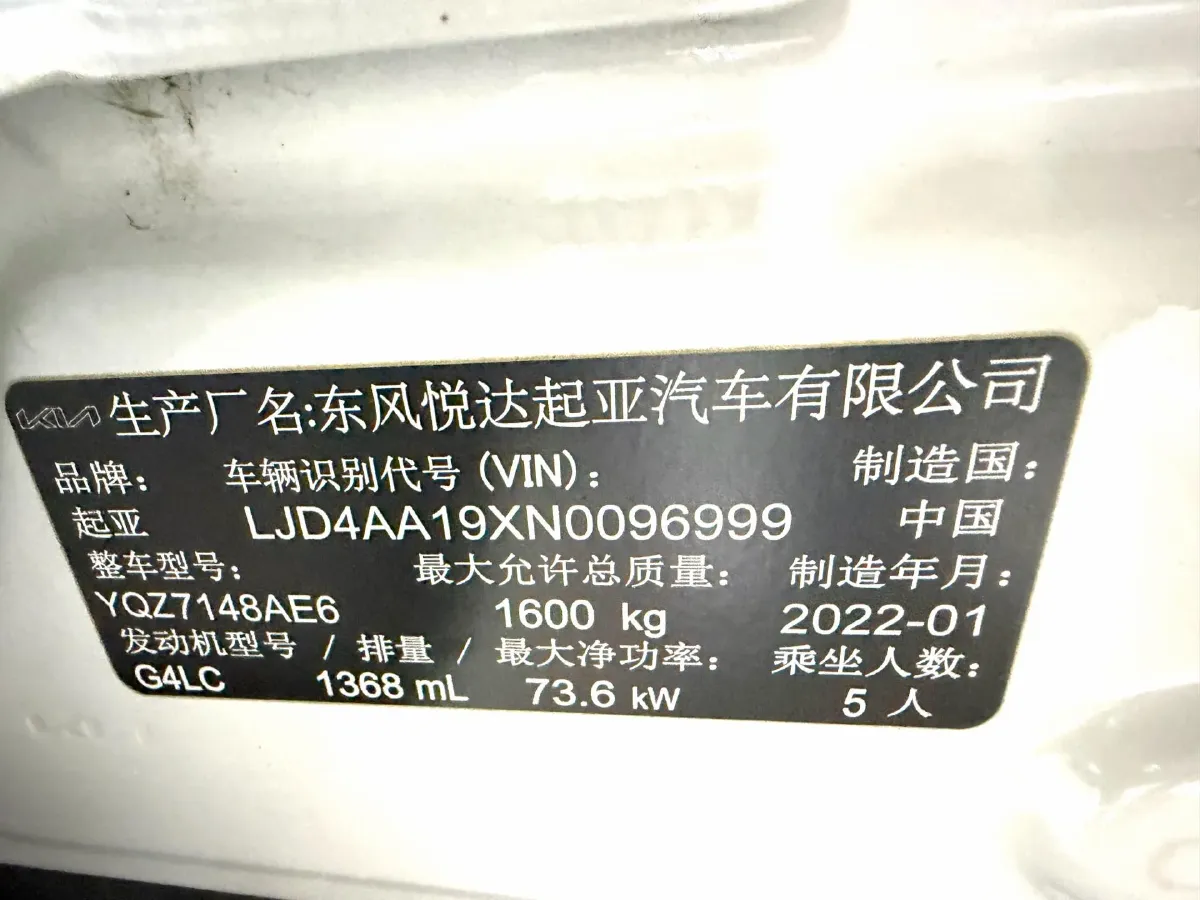 KIA 生产厂名:东风悦达起亚汽车有限公司
品牌: 车辆识别代号 (VIN): 制造国:
起亚 LJD4AA19XN0096999 中国
整车型号: 最大允许总质量: 制造年月:
YQZ7148AE6 1600 kg 2022-01
发动机型号 / 排量 / 最大净功率: 乘坐人数:
G4LC 1368 mL 73.6 kW 5 人